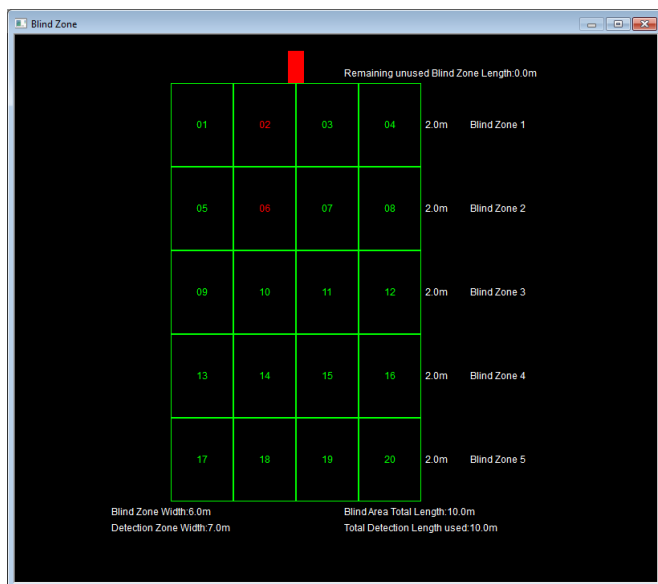 Blind Zone
Remaining unused Blind Zone Length:0.0m
01 02 03 04 2.0m Blind Zone 1
05 06 07 08 2.0m Blind Zone 2
09 10 11 12 2.0m Blind Zone 3
13 14 15 16 2.0m Blind Zone 4
17 18 19 20 2.0m Blind Zone 5
Blind Zone Width:6.0m Blind Area Total Length:10.0m
Detection Zone Width:7.0m Total Detection Length used:10.0m